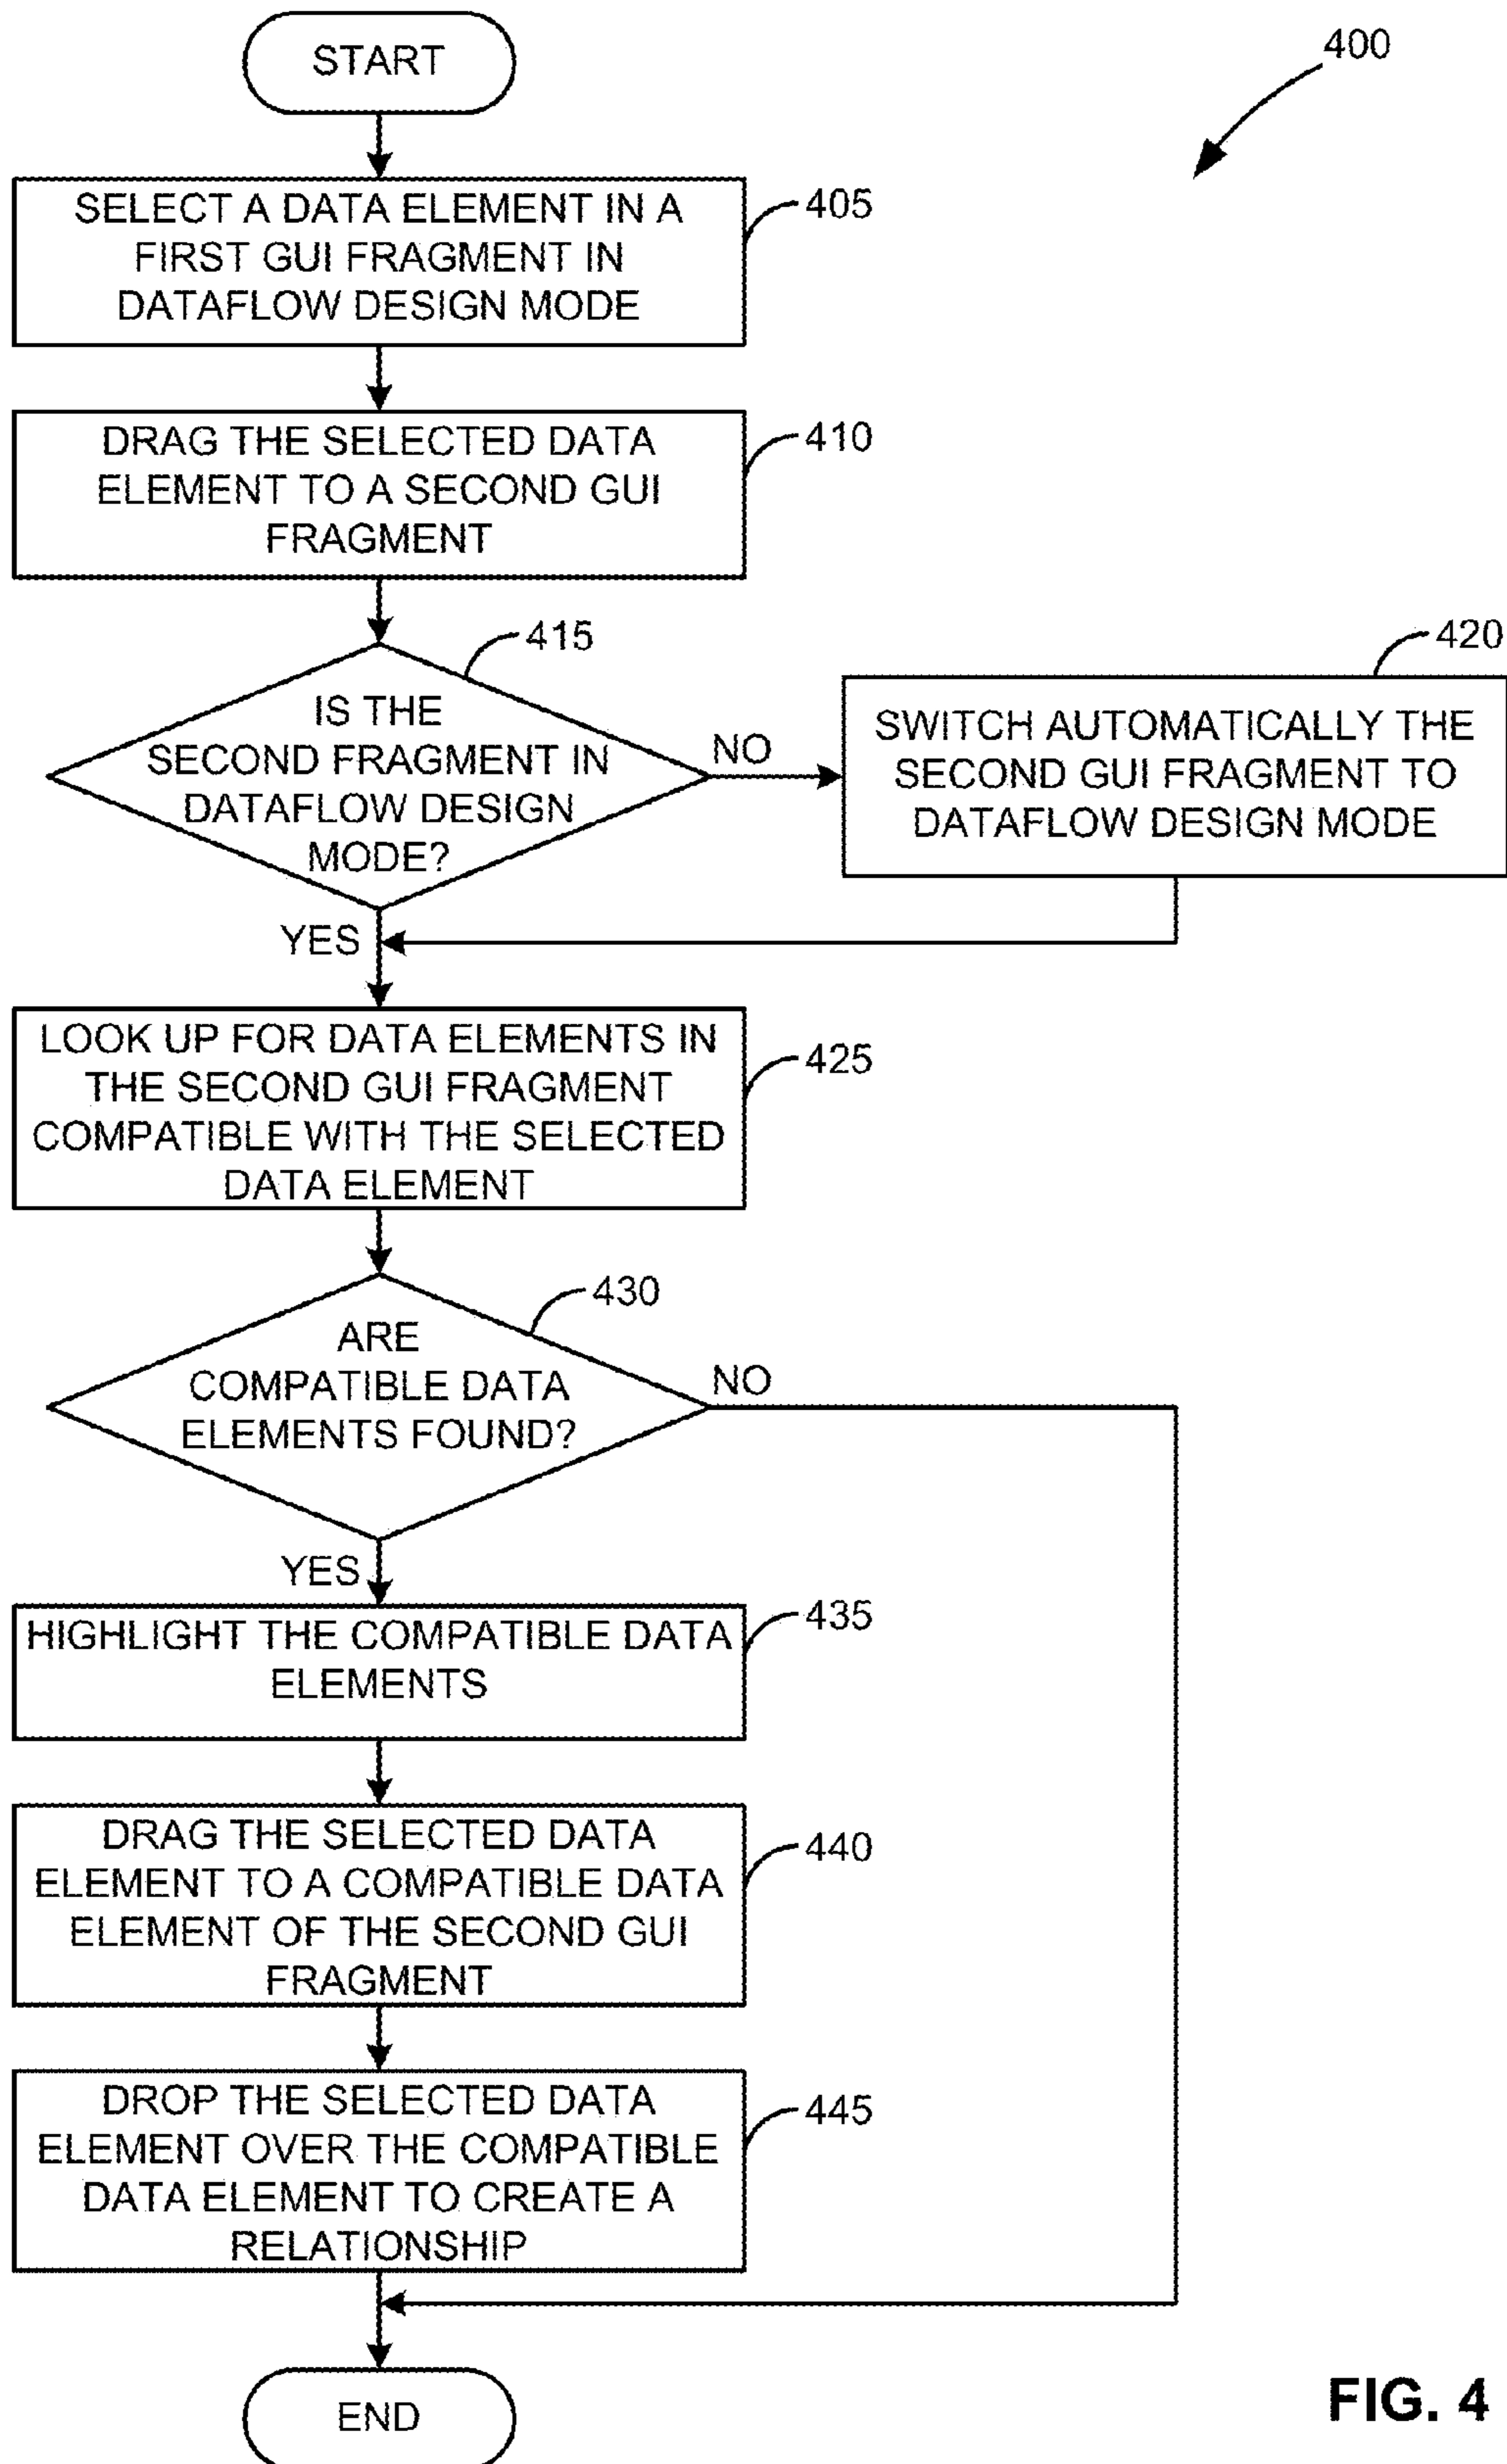 START
400
SELECT A DATA ELEMENT IN A
FIRST GUI FRAGMENT IN
DATAFLOW DESIGN MODE
405
DRAG THE SELECTED DATA
ELEMENT TO A SECOND GUI
FRAGMENT
410
415
IS THE
SECOND FRAGMENT IN
DATAFLOW DESIGN
MODE?
NO
420
SWITCH AUTOMATICALLY THE
SECOND GUI FRAGMENT TO
DATAFLOW DESIGN MODE
YES
LOOK UP FOR DATA ELEMENTS IN
THE SECOND GUI FRAGMENT
COMPATIBLE WITH THE SELECTED
DATA ELEMENT
425
430
ARE
COMPATIBLE DATA
ELEMENTS FOUND?
NO
YES
HIGHLIGHT THE COMPATIBLE DATA
ELEMENTS
435
DRAG THE SELECTED DATA
ELEMENT TO A COMPATIBLE DATA
ELEMENT OF THE SECOND GUI
FRAGMENT
440
DROP THE SELECTED DATA
ELEMENT OVER THE COMPATIBLE
DATA ELEMENT TO CREATE A
RELATIONSHIP
445
END
FIG. 4